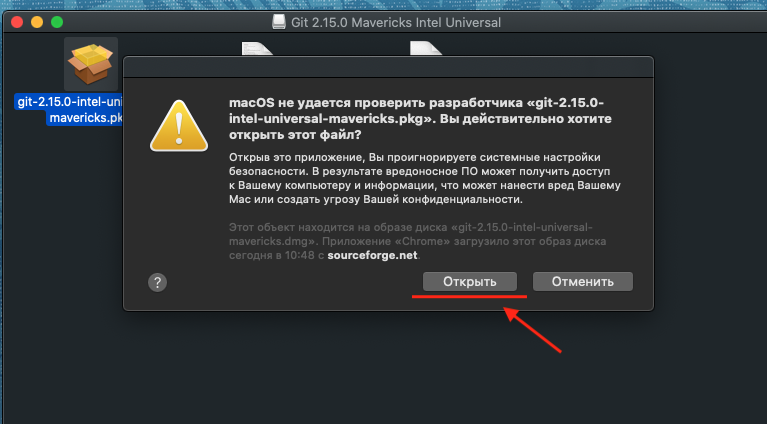 Git 2.15.0 Mavericks Intel Universal
git-2.15.0-intel-uni
mavericks.pk
macOS не удается проверить разработчика «git-2.15.0-
intel-universal-mavericks.pkg». Вы действительно хотите
открыть этот файл?
Открыв это приложение, Вы проигнорируете системные настройки
безопасности. В результате вредоносное ПО может получить доступ
к Вашему компьютеру и информации, что может нанести вред Вашему
Mac или создать угрозу Вашей конфиденциальности.
Этот объект находится на образе диска «git-2.15.0-intel-universal-
mavericks.dmg». Приложение «Chrome» загрузило этот образ диска
сегодня в 10:48 с sourceforge.net.
?
Открыть
Отменить